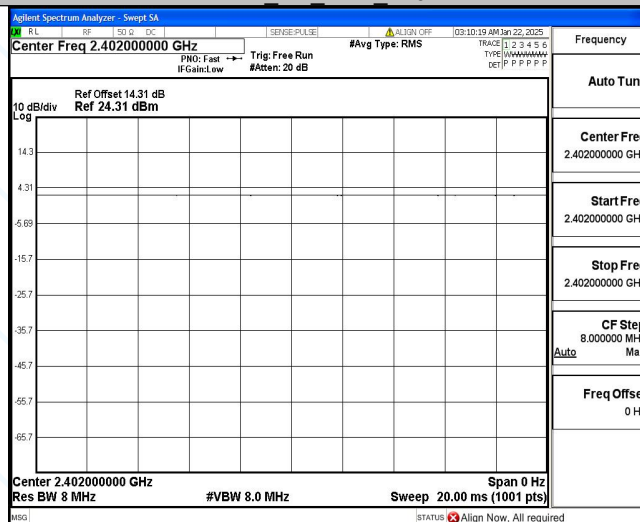 Agilent Spectrum Analyzer - Swept SA
RL RF 50 Ω DC SENSE:PULSE ALIGN OFF 03:10:19 AM Jan 22, 2025
Center Freq 2.402000000 GHz #Avg Type: RMS TRACE 1 2 3 4 5 6
PNO: Fast Trig: Free Run TYPE
IFGain:Low #Atten: 20 dB DET P P P P P P
Ref Offset 14.31 dB
10 dB/div Ref 24.31 dBm
Log
14.3
4.31
-5.69
-15.7
-25.7
-35.7
-45.7
-55.7
-65.7
Center 2.402000000 GHz Span 0 Hz
Res BW 8 MHz #VBW 8.0 MHz Sweep 20.00 ms (1001 pts)
MSG STATUS Align Now, All required
Frequency
Auto Tun
Center Fre
2.402000000 GH
Start Fre
2.402000000 GH
Stop Fre
2.402000000 GH
CF Ste
8.000000 MH
Auto Ma
Freq Offse
0 H